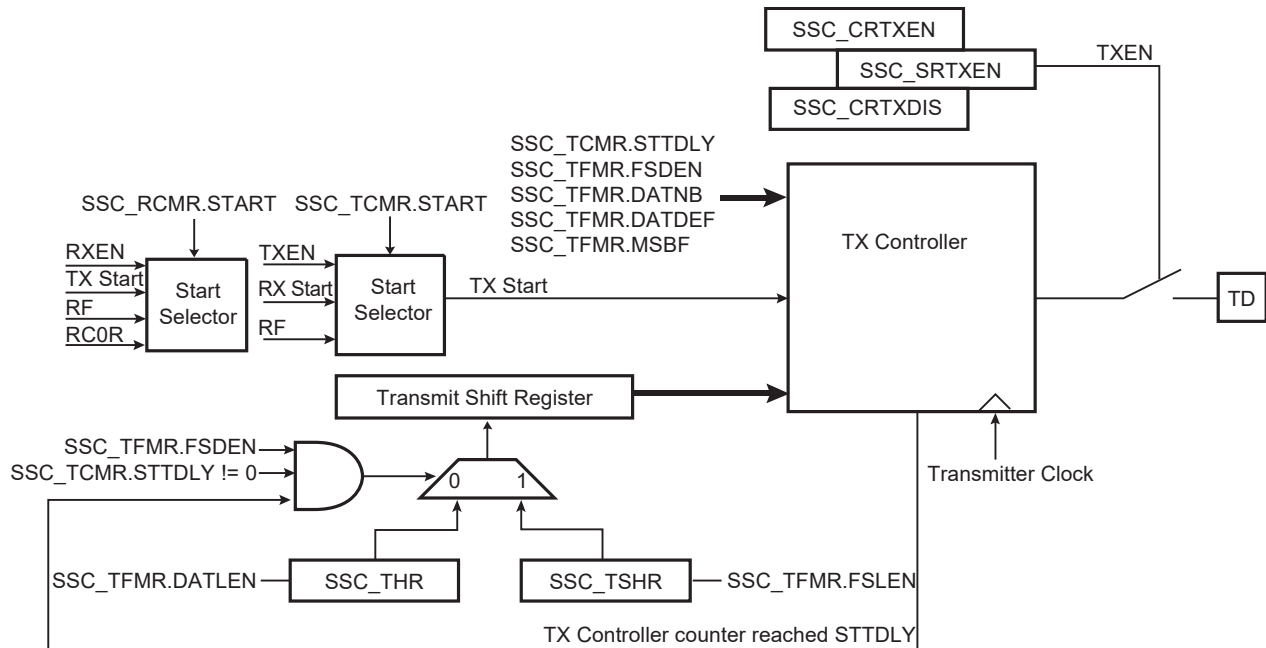 SSC_CRTXEN
SSC_SRTXEN
SSC_CRTXDIS
TXEN
SSC_TCMR.STTDLY
SSC_TFMR.FSDEN
SSC_TFMR.DATNB
SSC_TFMR.DATDEF
SSC_TFMR.MSBF
SSC_RCMR.START
SSC_TCMR.START
RXEN
TX Start
RF
RC0R
Start
Selector
TXEN
RX Start
RF
Start
Selector
TX Start
TX Controller
TD
Transmit Shift Register
SSC_TFMR.FSDEN
SSC_TCMR.STTDLY != 0
0
1
Transmitter Clock
SSC_TFMR.DATLEN
SSC_THR
SSC_TSHR
SSC_TFMR.FSLEN
TX Controller counter reached STTDLY